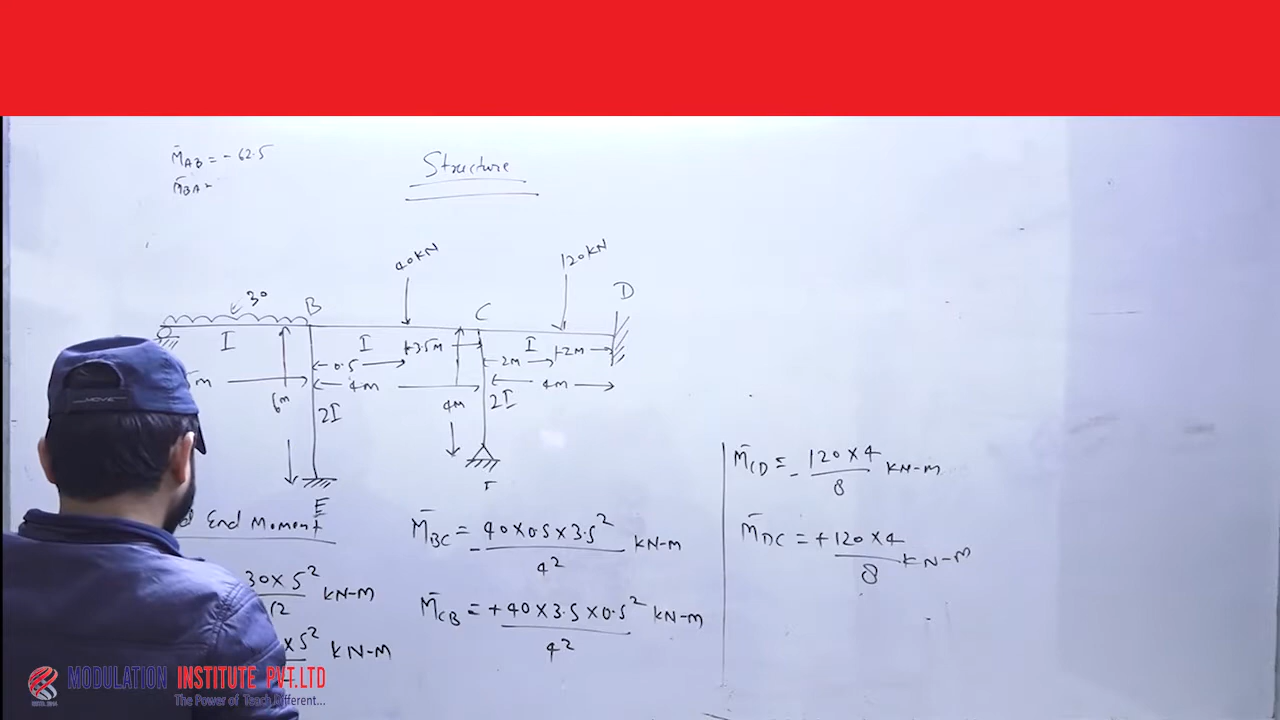 M̄AB = - 62.5
M̄BA =
Structure
40KN
120KN
30
B
C
D
I
I
3.5m
I
0.5
2m
2m
m
4m
4m
6m
2I
4m
2I
E
End Moment
30 × 5²
12
KN-M
× 5²
KN-M
M̄BC = - 40 × 0.5 × 3.5²
4²
KN-M
M̄CB = + 40 × 3.5 × 0.5²
4²
KN-M
M̄CD = - 120 × 4
8
KN-M
M̄DC = + 120 × 4
8
KN-M
MODULATION INSTITUTE PVT.LTD
The Power of Teach Different...